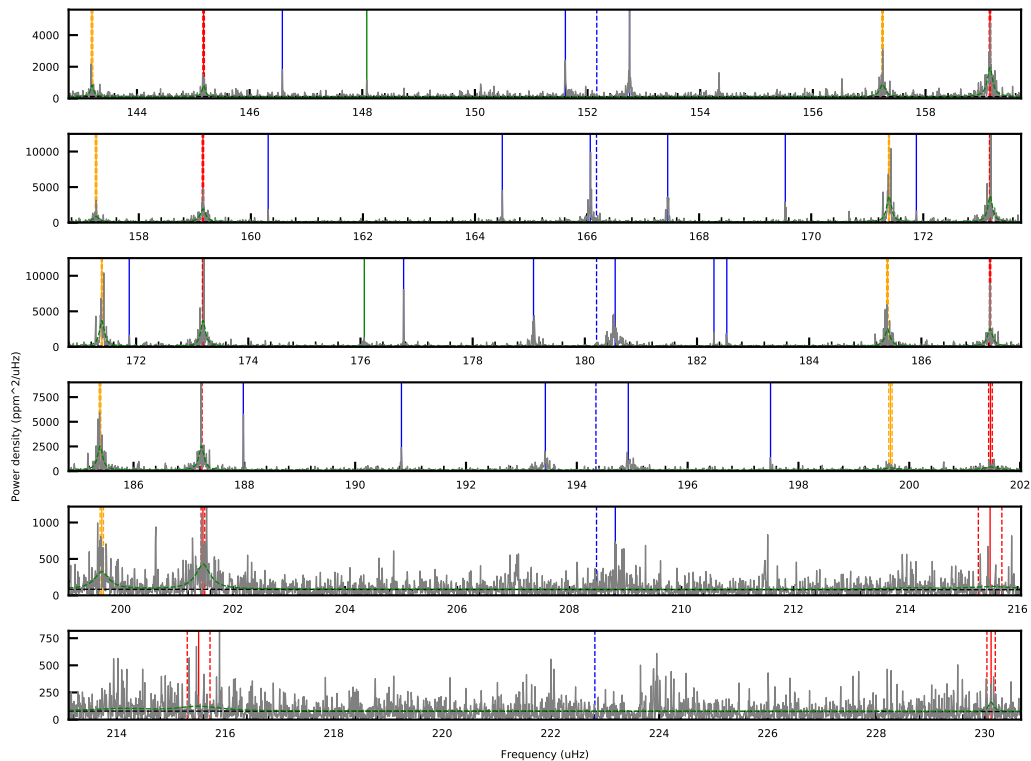 4000
2000
0
144 146 148 150 152 154 156 158
10000
5000
0
158 160 162 164 166 168 170 172
10000
5000
0
172 174 176 178 180 182 184 186
Power density (ppm^2/uHz)
7500
5000
2500
0
186 188 190 192 194 196 198 200 202
1000
500
0
200 202 204 206 208 210 212 214 216
750
500
250
0
214 216 218 220 222 224 226 228 230
Frequency (uHz)